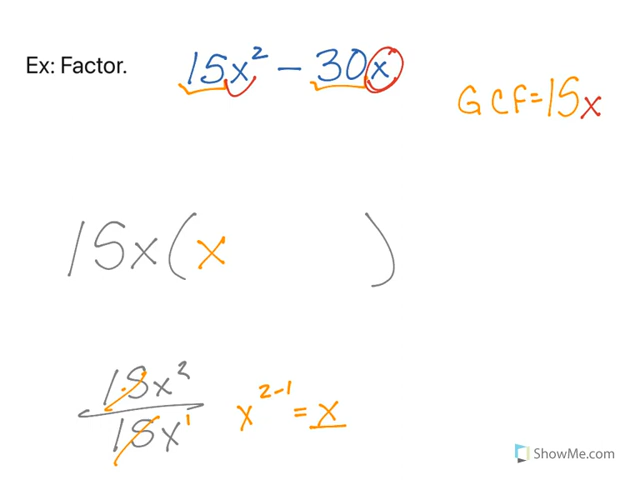 Ex: Factor. 15x² − 30x
GCF=15x
15x(x )
15x²
15x¹
x²⁻¹ = x
ShowMe.com